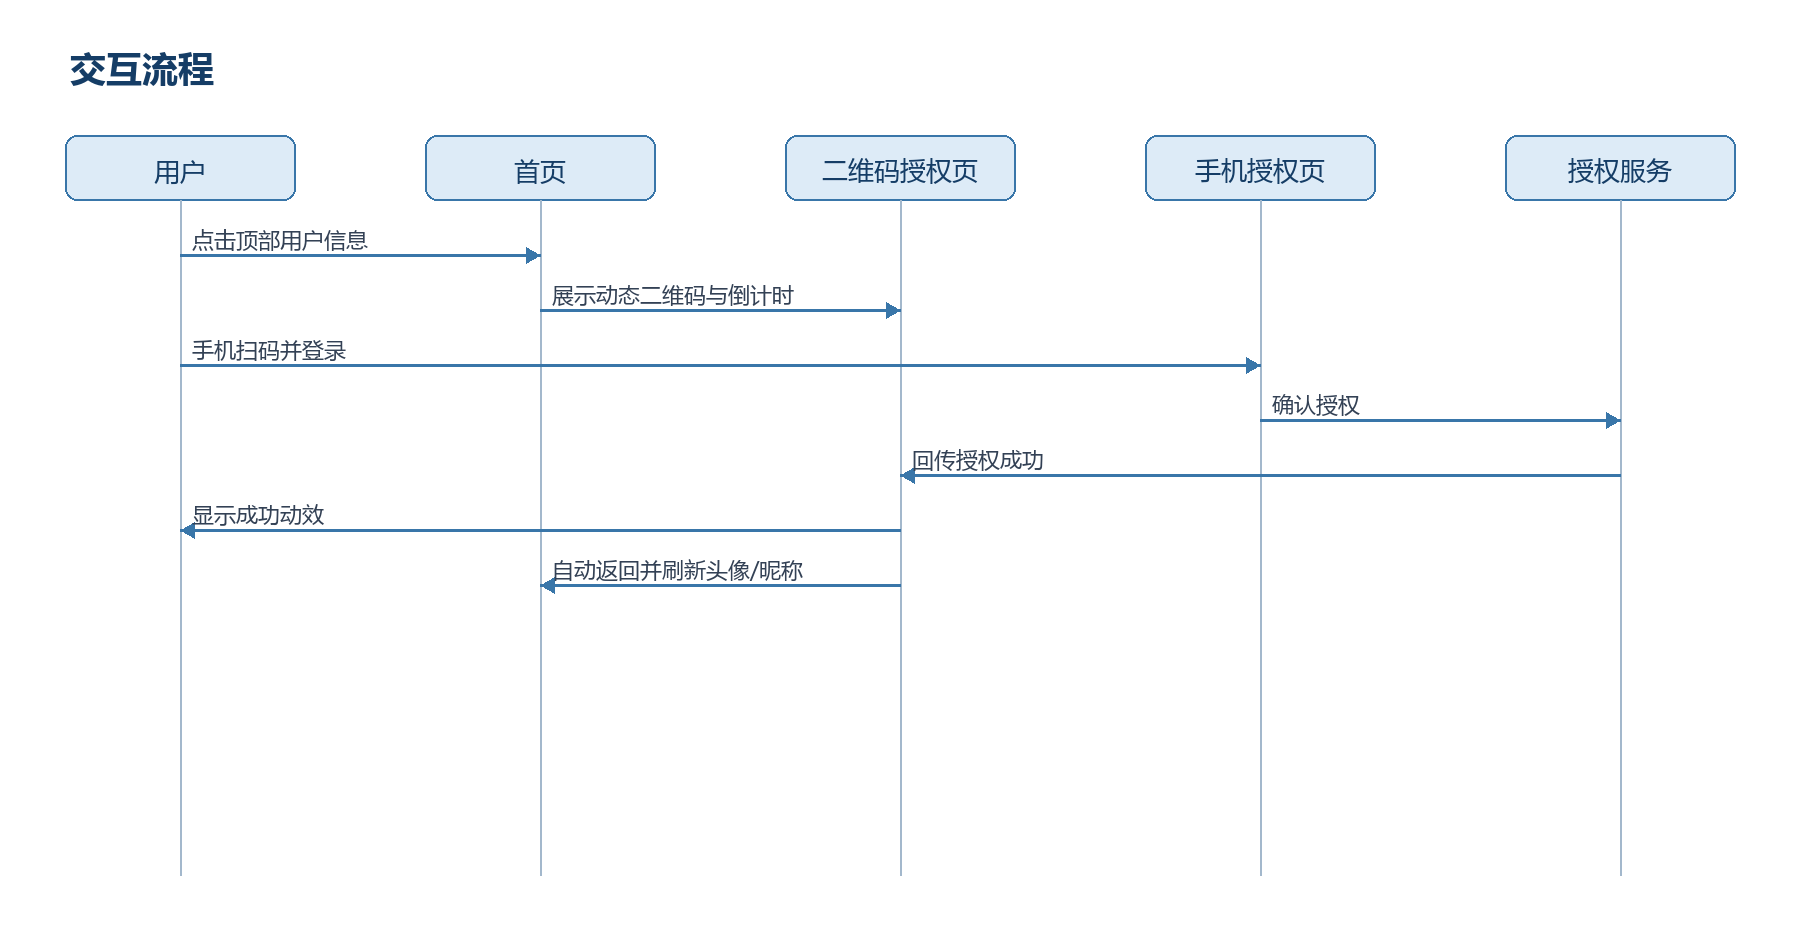 交互流程
用户
首页
二维码授权页
手机授权页
授权服务
点击顶部用户信息
展示动态二维码与倒计时
手机扫码并登录
确认授权
回传授权成功
显示成功动效
自动返回并刷新头像/昵称